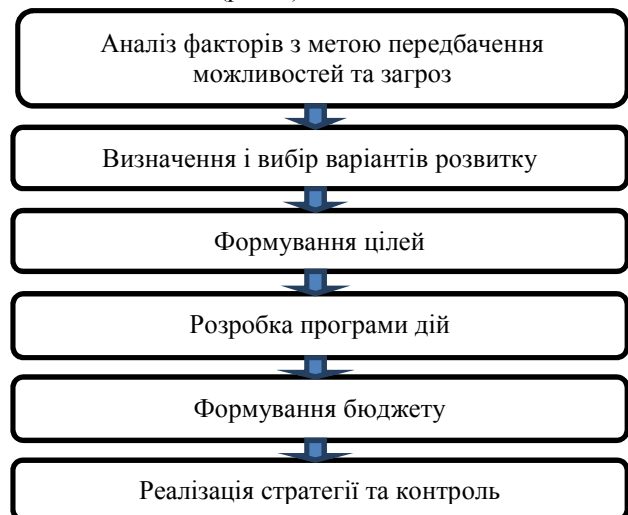 Аналіз факторів з метою передбачення
можливостей та загроз
Визначення і вибір варіантів розвитку
Формування цілей
Розробка програми дій
Формування бюджету
Реалізація стратегії та контроль